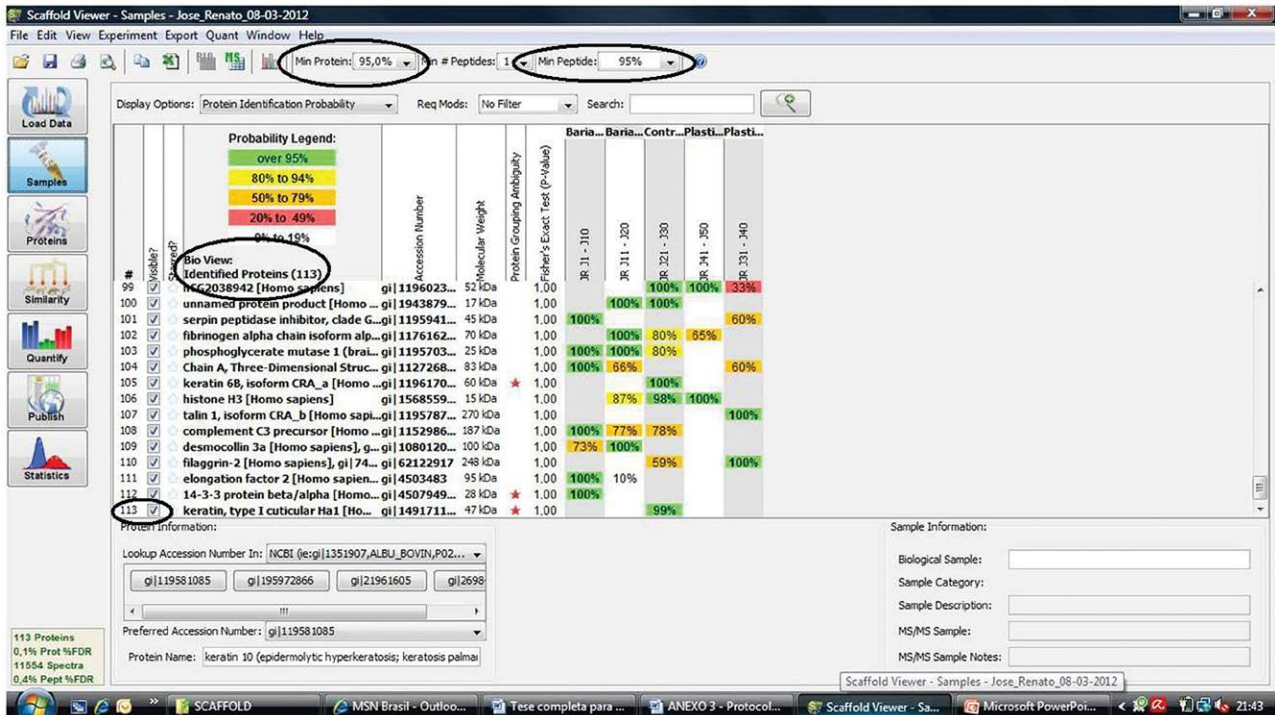 Scaffold Viewer - Samples - Jose_Renato_08-03-2012
File Edit View Experiment Export Quant Window Help
Min Protein: 95,0% Min # Peptides: 1 Min Peptide: 95%
Load Data
Samples
Proteins
Similarity
Quantify
Publish
Statistics
Display Options: Protein Identification Probability Req Mods: No Filter Search:
Probability Legend:
over 95%
80% to 94%
50% to 79%
20% to 49%
0% to 19%
Bio View:
Identified Proteins (113)
#
Visible?
Starred?
Accession Number
Molecular Weight
Protein Grouping Ambiguity
Fisher's Exact Test (P-Value)
Baria... Baria... Contr... Plasti... Plasti...
JR J1 - J10
JR J11 - J20
JR J21 - J30
JR J41 - J50
JR J31 - J40
99 hCG2038942 [Homo sapiens] gi|1196023... 52 kDa 1,00 100% 100% 33%
100 unnamed protein product [Homo ... gi|1943879... 17 kDa 1,00 100% 100%
101 serpin peptidase inhibitor, clade G... gi|1195941... 45 kDa 1,00 100% 60%
102 fibrinogen alpha chain isoform alp... gi|1176162... 70 kDa 1,00 100% 80% 65%
103 phosphoglycerate mutase 1 (brai... gi|1195703... 25 kDa 1,00 100% 100% 80%
104 Chain A, Three-Dimensional Struc... gi|1127268... 83 kDa 1,00 100% 66% 60%
105 keratin 6B, isoform CRA_a [Homo ... gi|1196170... 60 kDa 1,00 100%
106 histone H3 [Homo sapiens] gi|1568559... 15 kDa 1,00 87% 98% 100%
107 talin 1, isoform CRA_b [Homo sapi... gi|1195787... 270 kDa 1,00 100%
108 complement C3 precursor [Homo ... gi|1152986... 187 kDa 1,00 100% 77% 78%
109 desmocollin 3a [Homo sapiens], g... gi|1080120... 100 kDa 1,00 73% 100%
110 filaggrin-2 [Homo sapiens], gi|74... gi|62122917 248 kDa 1,00 59% 100%
111 elongation factor 2 [Homo sapien... gi|4503483 95 kDa 1,00 100% 10%
112 14-3-3 protein beta/alpha [Homo... gi|4507949... 28 kDa 1,00 100%
113 keratin, type I cuticular Ha1 [Ho... gi|1491711... 47 kDa 1,00 99%
Protein Information:
Lookup Accession Number In: NCBI (ie:gi|1351907,ALBU_BOVIN,P02...
gi|119581085 gi|195972866 gi|21961605 gi|2698
Preferred Accession Number: gi|119581085
Protein Name: keratin 10 (epidermolytic hyperkeratosis; keratosis palmar
Sample Information:
Biological Sample:
Sample Category:
Sample Description:
MS/MS Sample:
MS/MS Sample Notes:
113 Proteins
0,1% Prot %FDR
11554 Spectra
0,4% Pept %FDR
Scaffold Viewer - Samples - Jose_Renato_08-03-2012
SCAFFOLD MSN Brasil - Outloo... Tese completa para ... ANEXO 3 - Protocol... Scaffold Viewer - Sa... Microsoft PowerPoi... 21:43